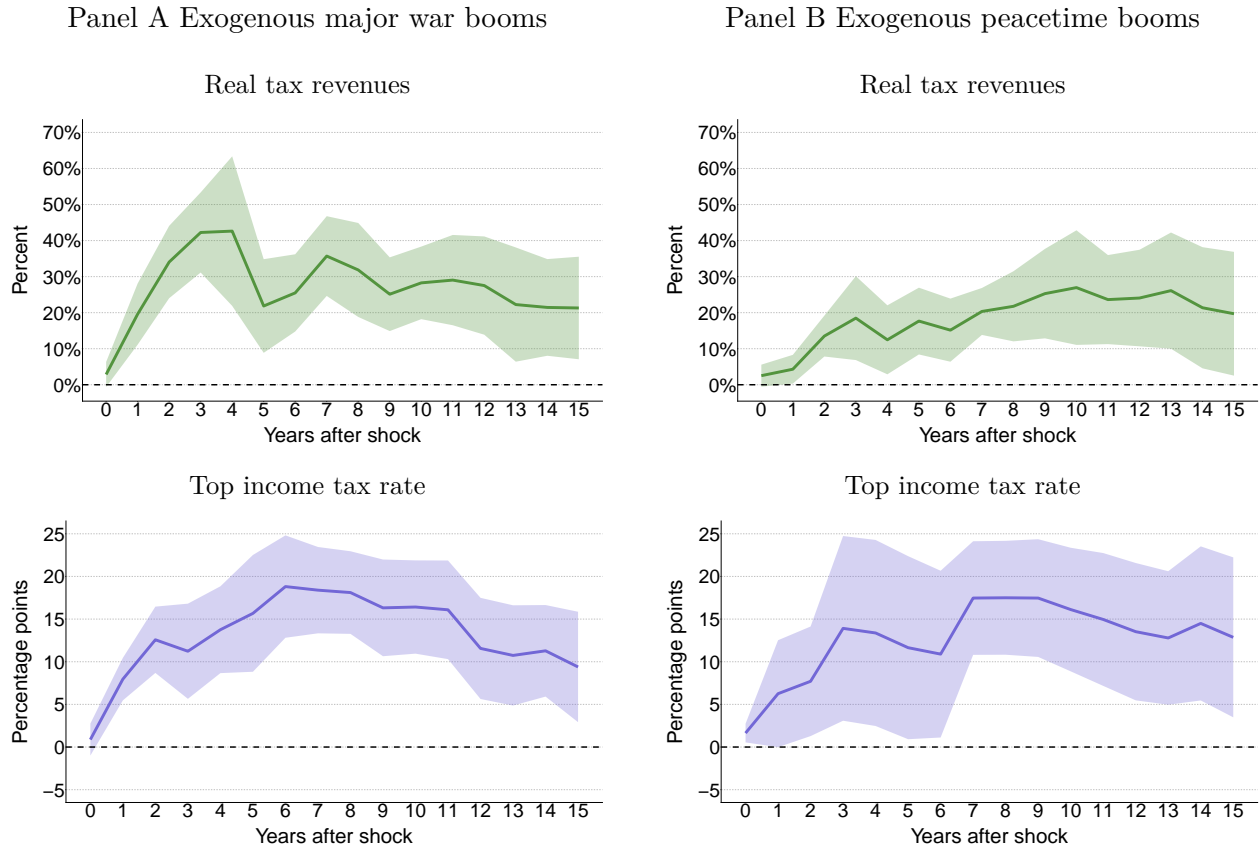 Panel A Exogenous major war booms
Panel B Exogenous peacetime booms
Real tax revenues
70%
60%
50%
40%
30%
20%
10%
0%
Percent
0 1 2 3 4 5 6 7 8 9 10 11 12 13 14 15
Years after shock
Real tax revenues
70%
60%
50%
40%
30%
20%
10%
0%
Percent
0 1 2 3 4 5 6 7 8 9 10 11 12 13 14 15
Years after shock
Top income tax rate
25
20
15
10
5
0
−5
Percentage points
0 1 2 3 4 5 6 7 8 9 10 11 12 13 14 15
Years after shock
Top income tax rate
25
20
15
10
5
0
−5
Percentage points
0 1 2 3 4 5 6 7 8 9 10 11 12 13 14 15
Years after shock